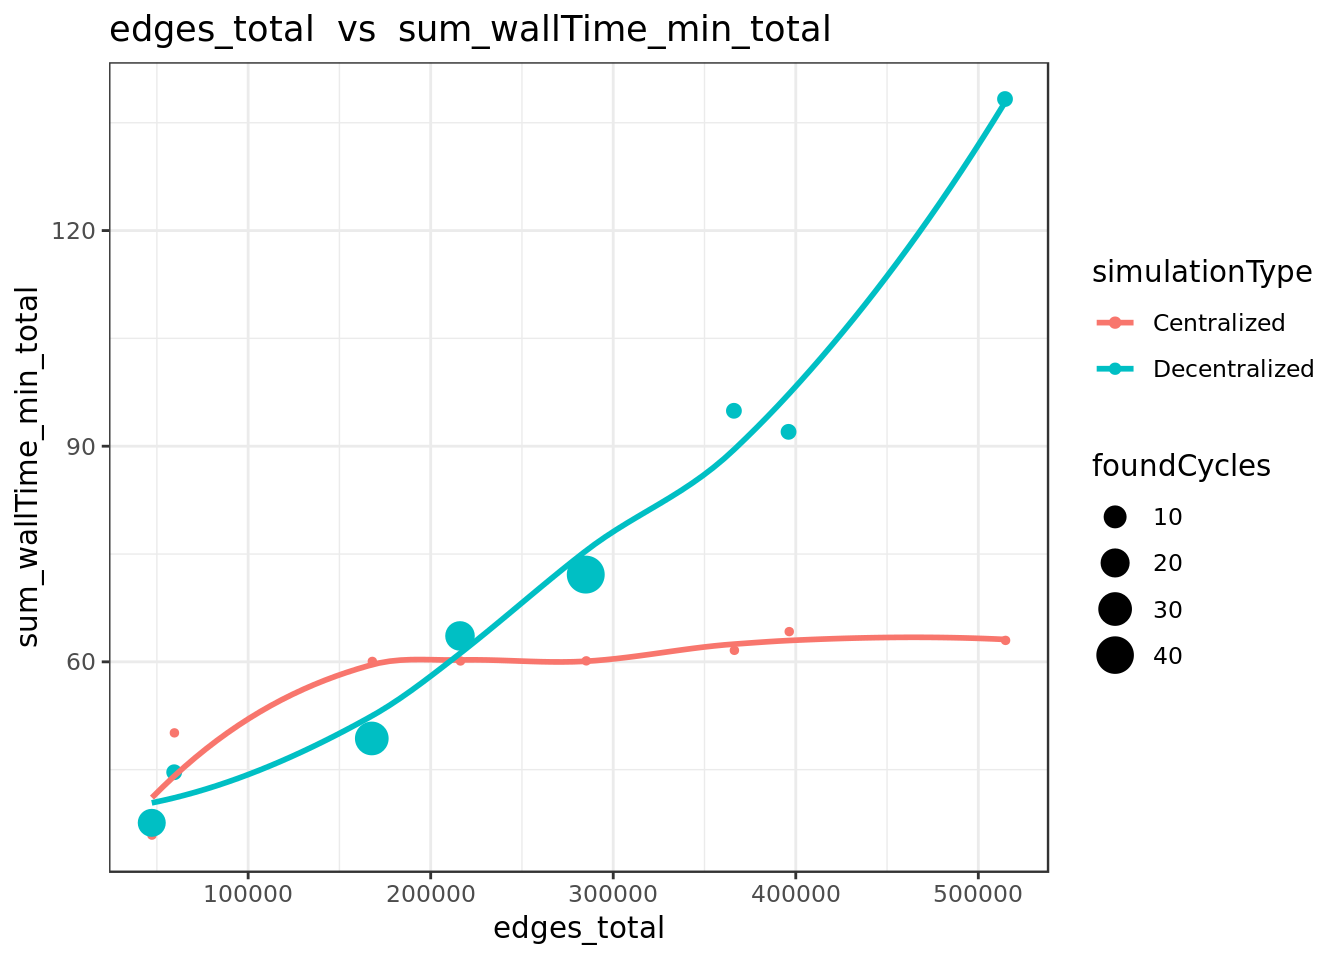 edges_total  vs  sum_wallTime_min_total
sum_wallTime_min_total
120
90
60
100000
200000
300000
400000
500000
edges_total
simulationType
Centralized
Decentralized
foundCycles
10
20
30
40